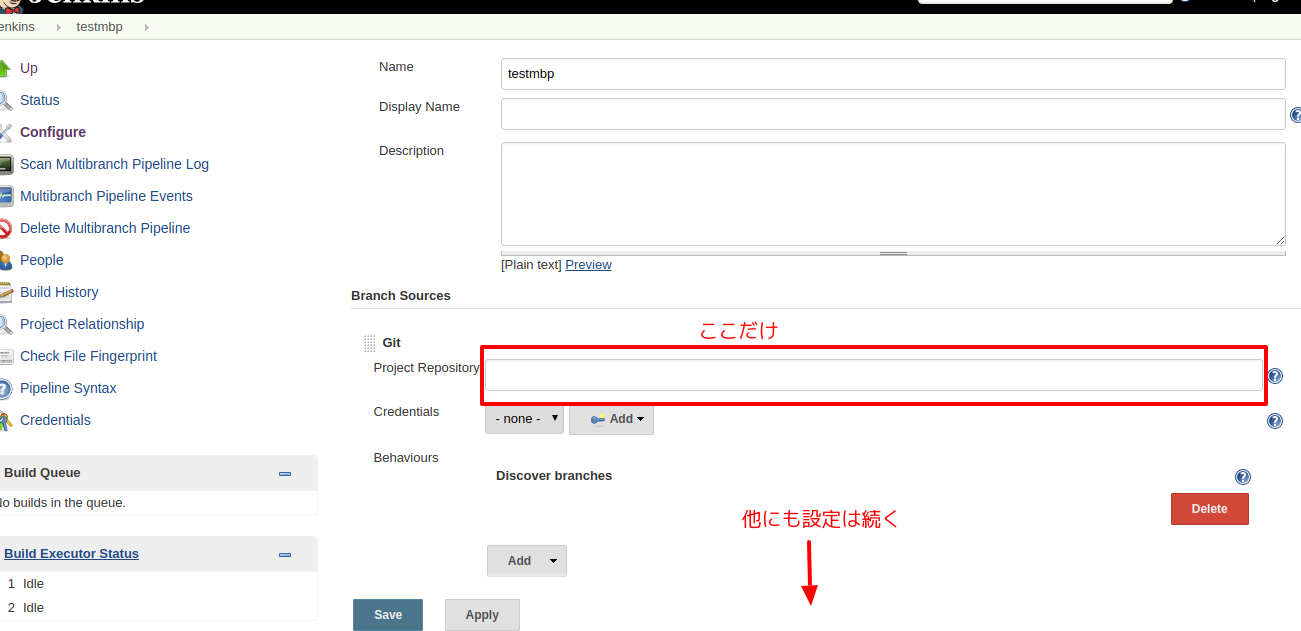 Jenkins
enkins
testmbp
Up
Status
Configure
Scan Multibranch Pipeline Log
Multibranch Pipeline Events
Delete Multibranch Pipeline
People
Build History
Project Relationship
Check File Fingerprint
Pipeline Syntax
Credentials
Build Queue
No builds in the queue.
Build Executor Status
1 Idle
2 Idle
Name
testmbp
Display Name
Description
[Plain text] Preview
Branch Sources
ここだけ
Git
Project Repository
Credentials
- none -
Add
Behaviours
Discover branches
Delete
他にも設定は続く
Add
Save
Apply